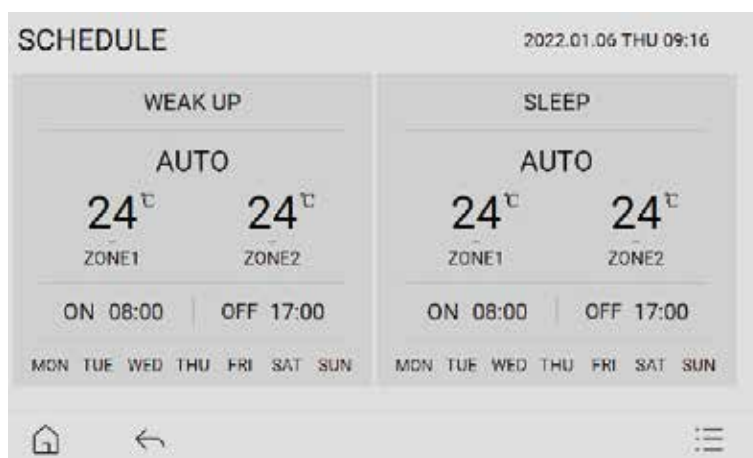 SCHEDULE
2022.01.06 THU 09:16
WEAK UP
AUTO
24℃ 24℃
ZONE1 ZONE2
ON 08:00 OFF 17:00
MON TUE WED THU FRI SAT SUN
SLEEP
AUTO
24℃ 24℃
ZONE1 ZONE2
ON 08:00 OFF 17:00
MON TUE WED THU FRI SAT SUN